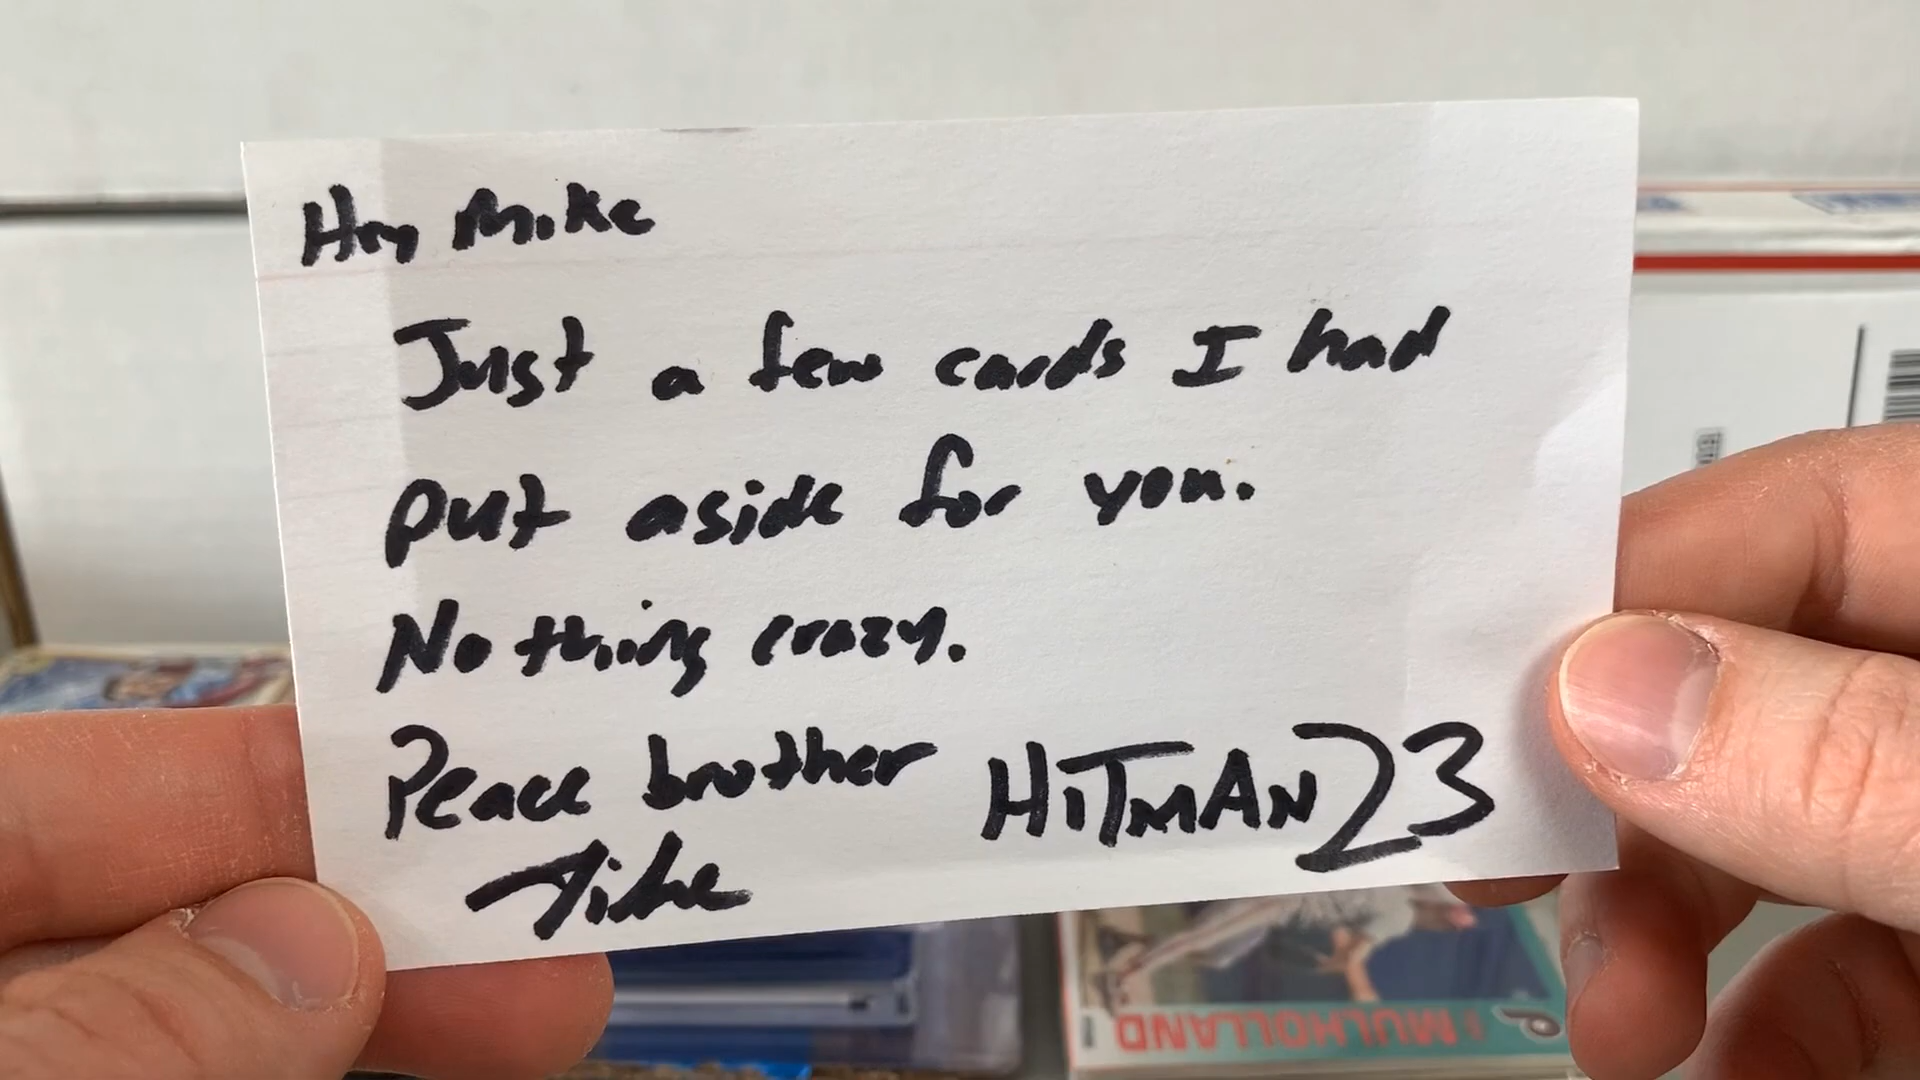 Hey Mike
Just a few cards I had
put aside for you.
Nothing crazy.
Peace brother HiTMAN23
MULHOLLAND